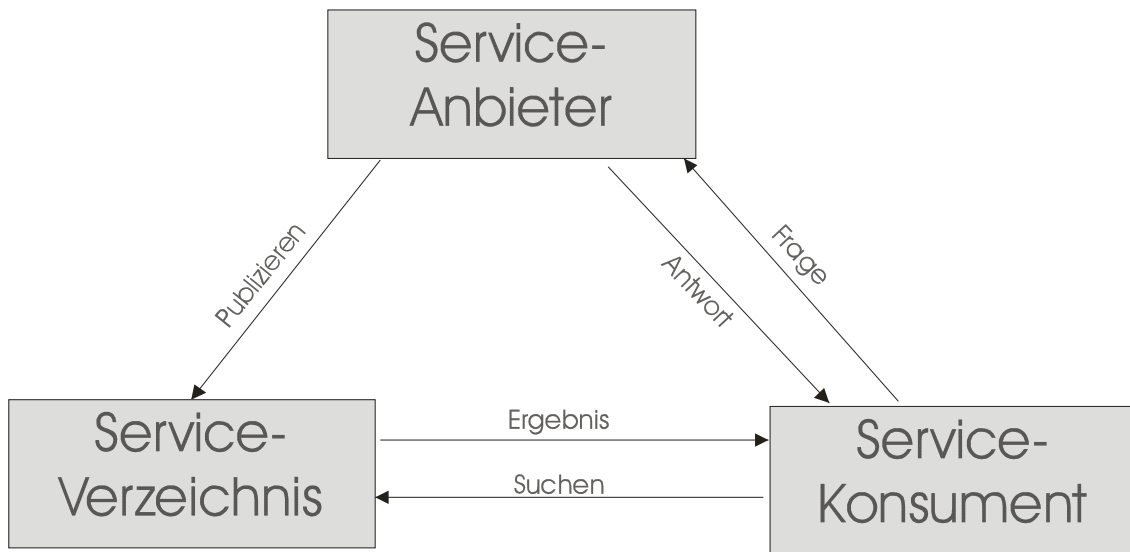 Service-
Anbieter
Publizieren
Antwort
Frage
Service-
Verzeichnis
Ergebnis
Suchen
Service-
Konsument